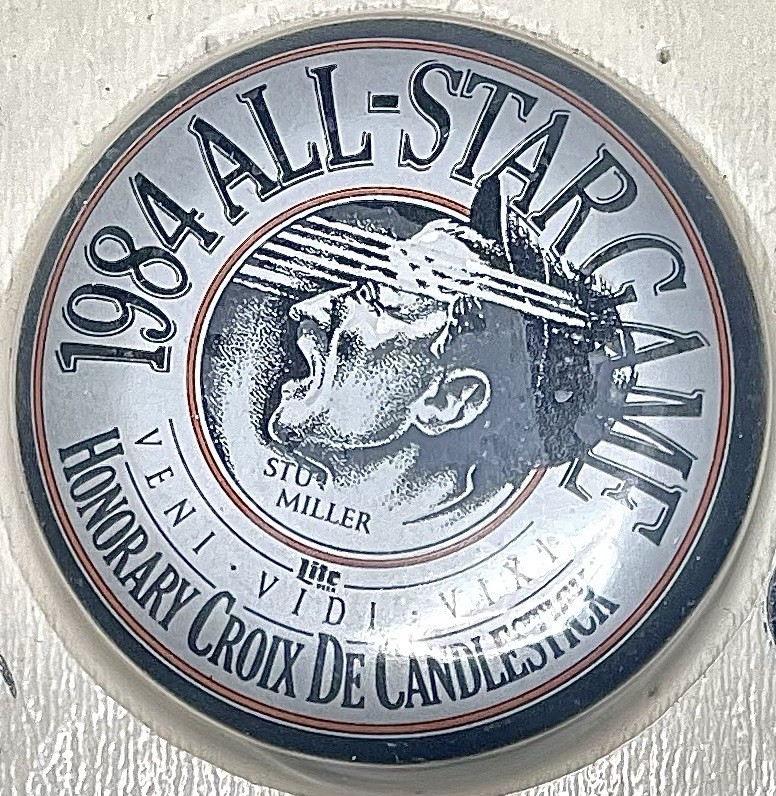 1984 ALL-STAR GAME
STU
MILLER
Lite
VENI · VIDI · VIXI
HONORARY CROIX DE CANDLESTICK